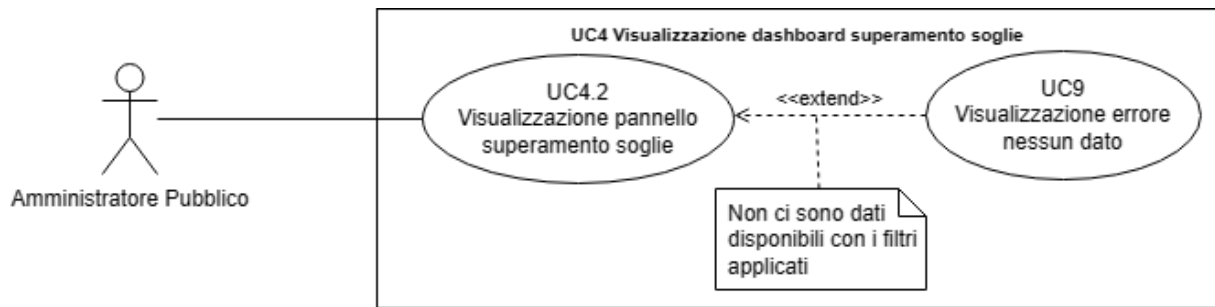 UC4 Visualizzazione dashboard superamento soglie
UC4.2
Visualizzazione pannello
superamento soglie
<<extend>>
UC9
Visualizzazione errore
nessun dato
Amministratore Pubblico
Non ci sono dati
disponibili con i filtri
applicati